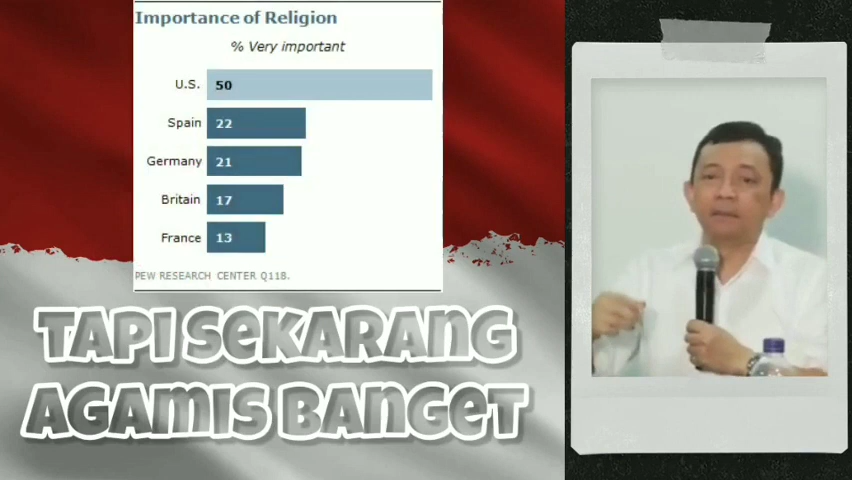 Importance of Religion
% Very important
U.S. 50
Spain 22
Germany 21
Britain 17
France 13
PEW RESEARCH CENTER Q11B.
TAPI SEKARANG
AGAMIS BANGET